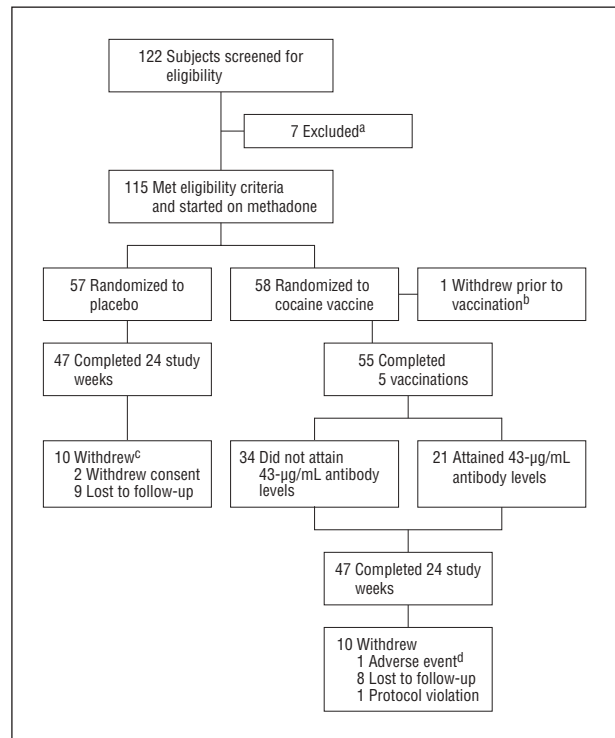 122 Subjects screened for
eligibility
7 Excludedᵃ
115 Met eligibility criteria
and started on methadone
57 Randomized to
placebo
58 Randomized to
cocaine vaccine
1 Withdrew prior to
vaccinationᵇ
47 Completed 24 study
weeks
55 Completed
5 vaccinations
10 Withdrewᶜ
2 Withdrew consent
9 Lost to follow-up
34 Did not attain
43-µg/mL antibody
levels
21 Attained 43-µg/mL
antibody levels
47 Completed 24 study
weeks
10 Withdrew
1 Adverse eventᵈ
8 Lost to follow-up
1 Protocol violation